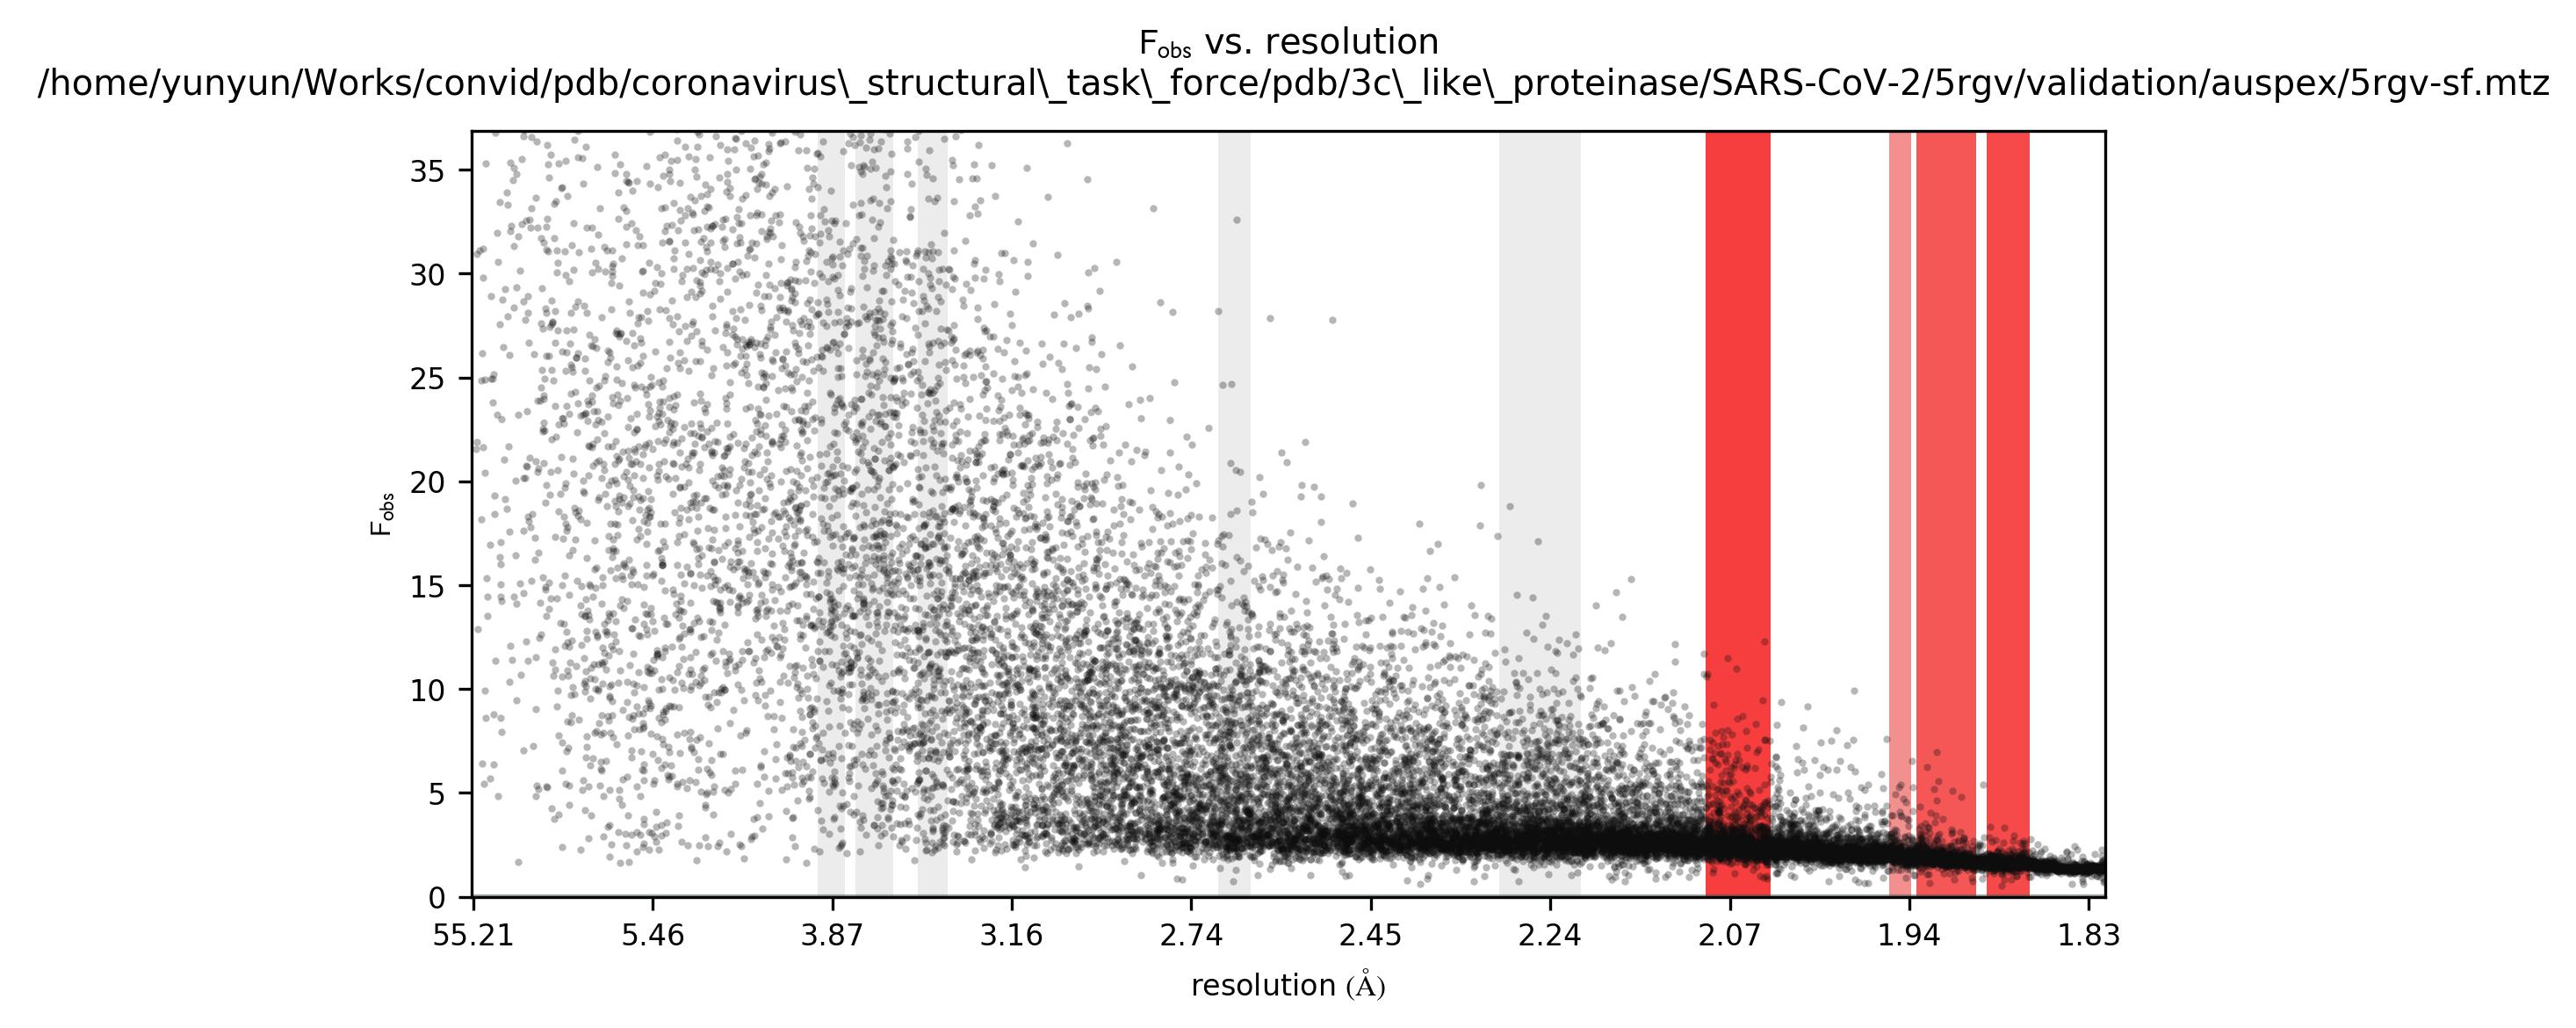 F_obs vs. resolution
/home/yunyun/Works/convid/pdb/coronavirus\_structural\_task\_force/pdb/3c\_like\_proteinase/SARS-CoV-2/5rgv/validation/auspex/5rgv-sf.mtz
35
30
25
20
15
10
5
0
F_obs
55.21 5.46 3.87 3.16 2.74 2.45 2.24 2.07 1.94 1.83
resolution (Å)